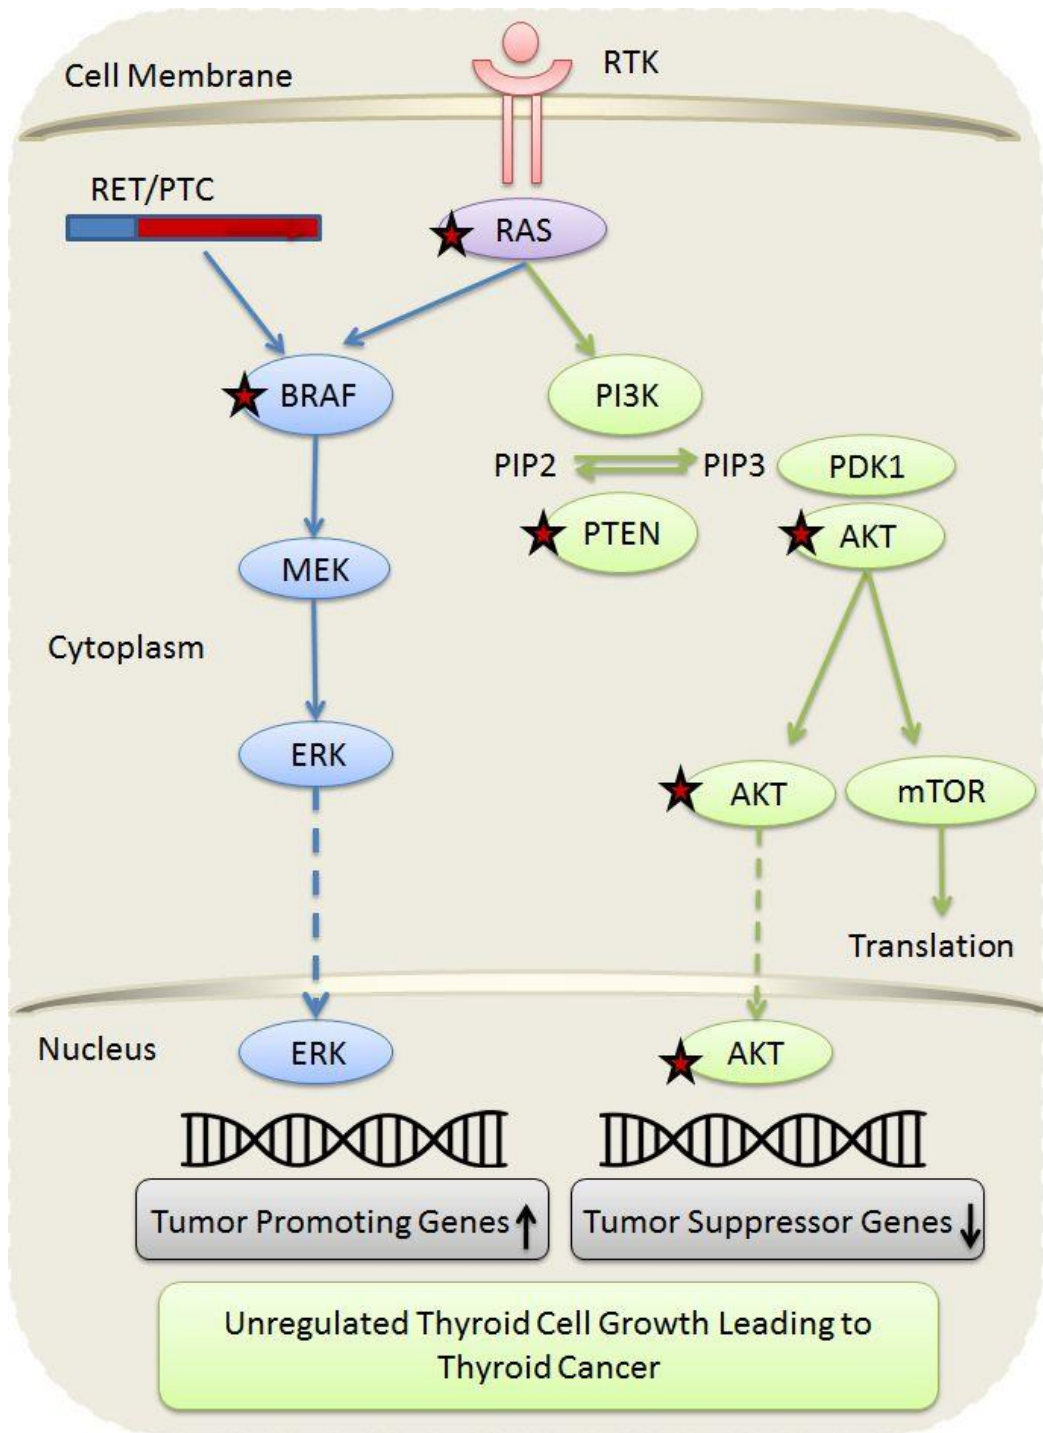 RTK
Cell Membrane
RET/PTC
RAS
BRAF
PI3K
PIP2
PIP3
PDK1
PTEN
AKT
MEK
Cytoplasm
ERK
AKT
mTOR
Translation
Nucleus
ERK
AKT
Tumor Promoting Genes
Tumor Suppressor Genes
Unregulated Thyroid Cell Growth Leading to
Thyroid Cancer